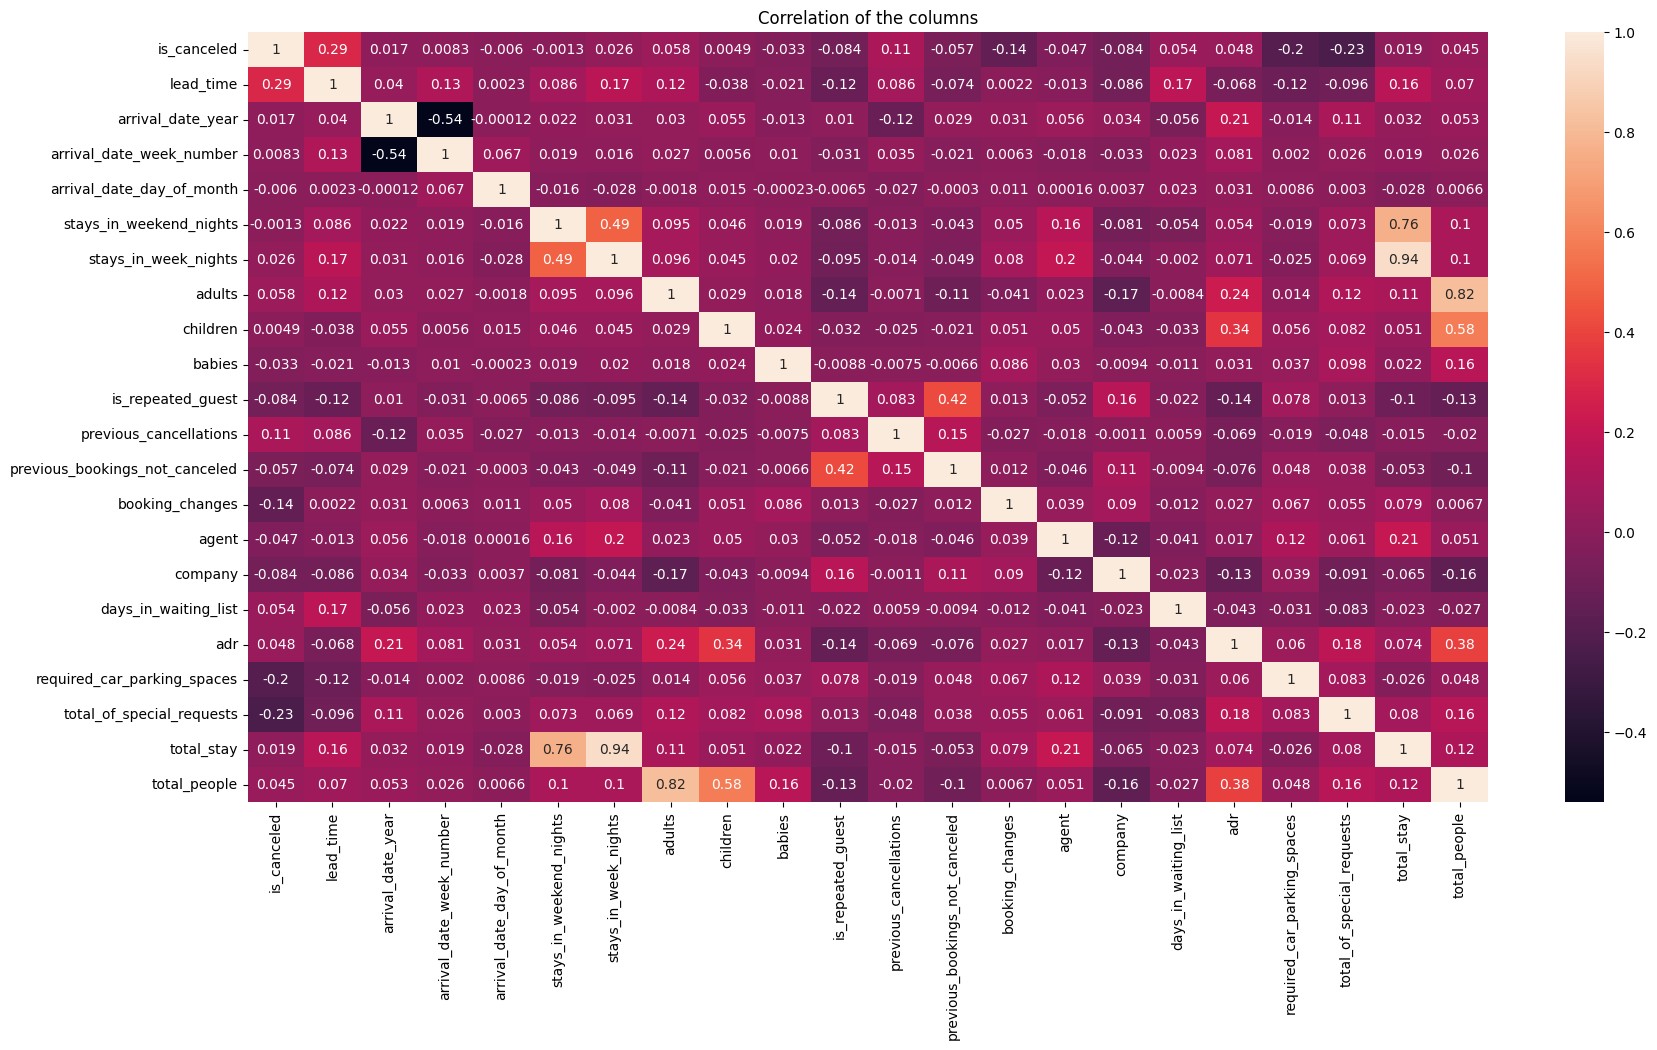 Correlation of the columns
is_canceled 1 0.29 0.017 0.0083 -0.006 -0.0013 0.026 0.058 0.0049 -0.033 -0.084 0.11 -0.057 -0.14 -0.047 -0.084 0.054 0.048 -0.2 -0.23 0.019 0.045
lead_time 0.29 1 0.04 0.13 0.0023 0.086 0.17 0.12 -0.038 -0.021 -0.12 0.086 -0.074 0.0022 -0.013 -0.086 0.17 -0.068 -0.12 -0.096 0.16 0.07
arrival_date_year 0.017 0.04 1 -0.54 -0.00012 0.022 0.031 0.03 0.055 -0.013 0.01 -0.12 0.029 0.031 0.056 0.034 -0.056 0.21 -0.014 0.11 0.032 0.053
arrival_date_week_number 0.0083 0.13 -0.54 1 0.067 0.019 0.016 0.027 0.0056 0.01 -0.031 0.035 -0.021 0.0063 -0.018 -0.033 0.023 0.081 0.002 0.026 0.019 0.026
arrival_date_day_of_month -0.006 0.0023 -0.00012 0.067 1 -0.016 -0.028 -0.0018 0.015 -0.00023 -0.0065 -0.027 -0.0003 0.011 0.00016 0.0037 0.023 0.031 0.0086 0.003 -0.028 0.0066
stays_in_weekend_nights -0.0013 0.086 0.022 0.019 -0.016 1 0.49 0.095 0.046 0.019 -0.086 -0.013 -0.043 0.05 0.16 -0.081 -0.054 0.054 -0.019 0.073 0.76 0.1
stays_in_week_nights 0.026 0.17 0.031 0.016 -0.028 0.49 1 0.096 0.045 0.02 -0.095 -0.014 -0.049 0.08 0.2 -0.044 -0.002 0.071 -0.025 0.069 0.94 0.1
adults 0.058 0.12 0.03 0.027 -0.0018 0.095 0.096 1 0.029 0.018 -0.14 -0.0071 -0.11 -0.041 0.023 -0.17 -0.0084 0.24 0.014 0.12 0.11 0.82
children 0.0049 -0.038 0.055 0.0056 0.015 0.046 0.045 0.029 1 0.024 -0.032 -0.025 -0.021 0.051 0.05 -0.043 -0.033 0.34 0.056 0.082 0.051 0.58
babies -0.033 -0.021 -0.013 0.01 -0.00023 0.019 0.02 0.018 0.024 1 -0.0088 -0.0075 -0.0066 0.086 0.03 -0.0094 -0.011 0.031 0.037 0.098 0.022 0.16
is_repeated_guest -0.084 -0.12 0.01 -0.031 -0.0065 -0.086 -0.095 -0.14 -0.032 -0.0088 1 0.083 0.42 0.013 -0.052 0.16 -0.022 -0.14 0.078 0.013 -0.1 -0.13
previous_cancellations 0.11 0.086 -0.12 0.035 -0.027 -0.013 -0.014 -0.0071 -0.025 -0.0075 0.083 1 0.15 -0.027 -0.018 -0.0011 0.0059 -0.069 -0.019 -0.048 -0.015 -0.02
previous_bookings_not_canceled -0.057 -0.074 0.029 -0.021 -0.0003 -0.043 -0.049 -0.11 -0.021 -0.0066 0.42 0.15 1 0.012 -0.046 0.11 -0.0094 -0.076 0.048 0.038 -0.053 -0.1
booking_changes -0.14 0.0022 0.031 0.0063 0.011 0.05 0.08 -0.041 0.051 0.086 0.013 -0.027 0.012 1 0.039 0.09 -0.012 0.027 0.067 0.055 0.079 0.0067
agent -0.047 -0.013 0.056 -0.018 0.00016 0.16 0.2 0.023 0.05 0.03 -0.052 -0.018 -0.046 0.039 1 -0.12 -0.041 0.017 0.12 0.061 0.21 0.051
company -0.084 -0.086 0.034 -0.033 0.0037 -0.081 -0.044 -0.17 -0.043 -0.0094 0.16 -0.0011 0.11 0.09 -0.12 1 -0.023 -0.13 0.039 -0.091 -0.065 -0.16
days_in_waiting_list 0.054 0.17 -0.056 0.023 0.023 -0.054 -0.002 -0.0084 -0.033 -0.011 -0.022 0.0059 -0.0094 -0.012 -0.041 -0.023 1 -0.043 -0.031 -0.083 -0.023 -0.027
adr 0.048 -0.068 0.21 0.081 0.031 0.054 0.071 0.24 0.34 0.031 -0.14 -0.069 -0.076 0.027 0.017 -0.13 -0.043 1 0.06 0.18 0.074 0.38
required_car_parking_spaces -0.2 -0.12 -0.014 0.002 0.0086 -0.019 -0.025 0.014 0.056 0.037 0.078 -0.019 0.048 0.067 0.12 0.039 -0.031 0.06 1 0.083 -0.026 0.048
total_of_special_requests -0.23 -0.096 0.11 0.026 0.003 0.073 0.069 0.12 0.082 0.098 0.013 -0.048 0.038 0.055 0.061 -0.091 -0.083 0.18 0.083 1 0.08 0.16
total_stay 0.019 0.16 0.032 0.019 -0.028 0.76 0.94 0.11 0.051 0.022 -0.1 -0.015 -0.053 0.079 0.21 -0.065 -0.023 0.074 -0.026 0.08 1 0.12
total_people 0.045 0.07 0.053 0.026 0.0066 0.1 0.1 0.82 0.58 0.16 -0.13 -0.02 -0.1 0.0067 0.051 -0.16 -0.027 0.38 0.048 0.16 0.12 1
is_canceled
lead_time
arrival_date_year
arrival_date_week_number
arrival_date_day_of_month
stays_in_weekend_nights
stays_in_week_nights
adults
children
babies
is_repeated_guest
previous_cancellations
previous_bookings_not_canceled
booking_changes
agent
company
days_in_waiting_list
adr
required_car_parking_spaces
total_of_special_requests
total_stay
total_people
1.0
0.8
0.6
0.4
0.2
0.0
−0.2
−0.4